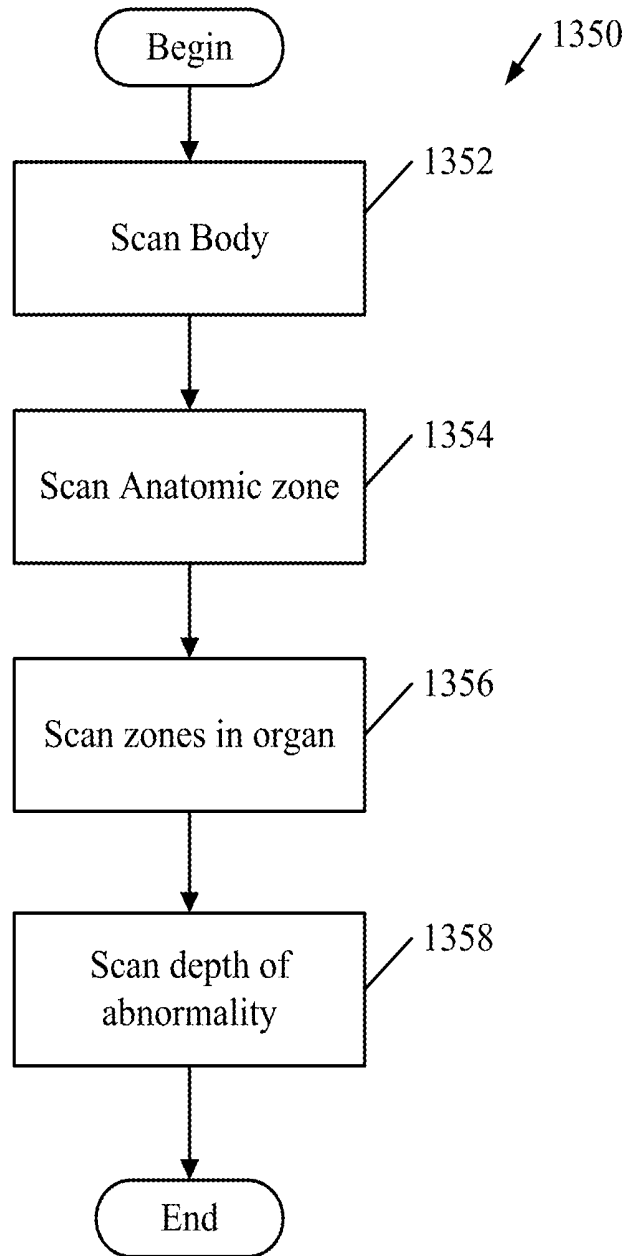 Begin
1350
1352
Scan Body
1354
Scan Anatomic zone
1356
Scan zones in organ
1358
Scan depth of
abnormality
End